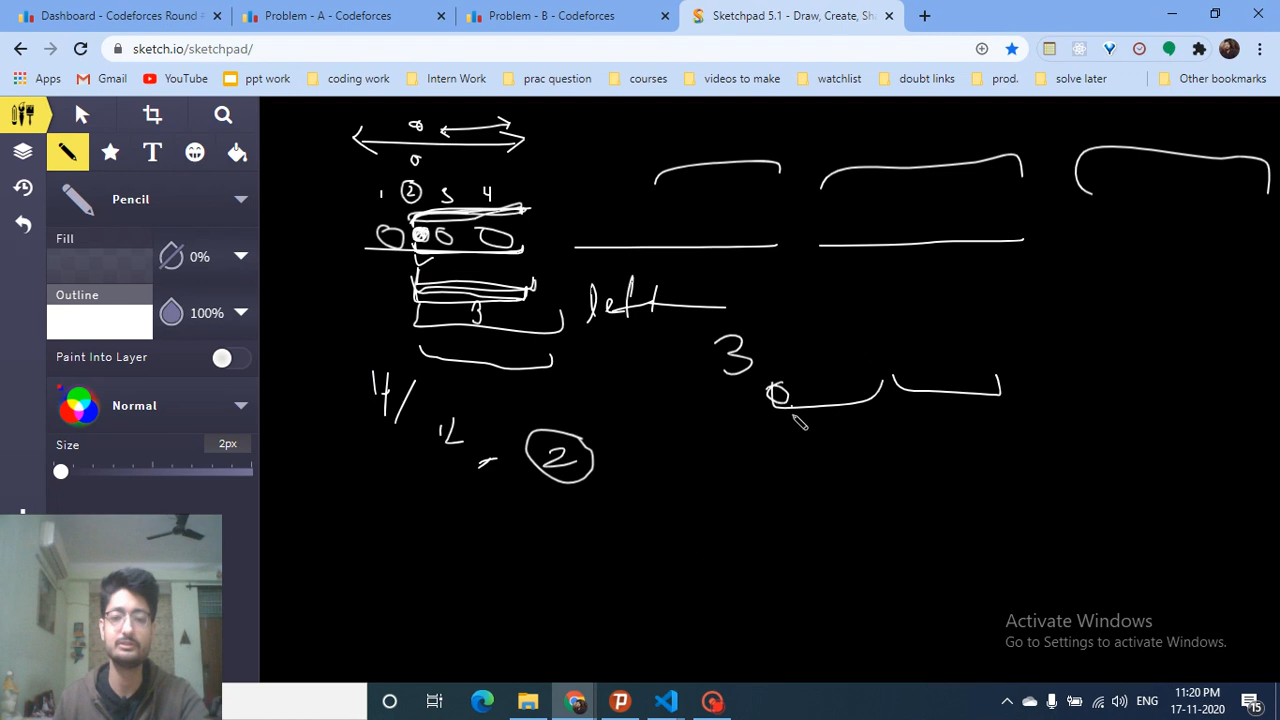 Dashboard - Codeforces Round #
Problem - A - Codeforces
Problem - B - Codeforces
Sketchpad 5.1 - Draw, Create, Sha
sketch.io/sketchpad/
Apps
Gmail
YouTube
ppt work
coding work
Intern Work
prac question
courses
videos to make
watchlist
doubt links
prod.
solve later
Other bookmarks
Pencil
Fill
0%
Outline
100%
Paint Into Layer
Normal
Size
2px
1 2 3 4
3
left
3
4/
2
Activate Windows
Go to Settings to activate Windows.
ENG
11:20 PM
17-11-2020
15